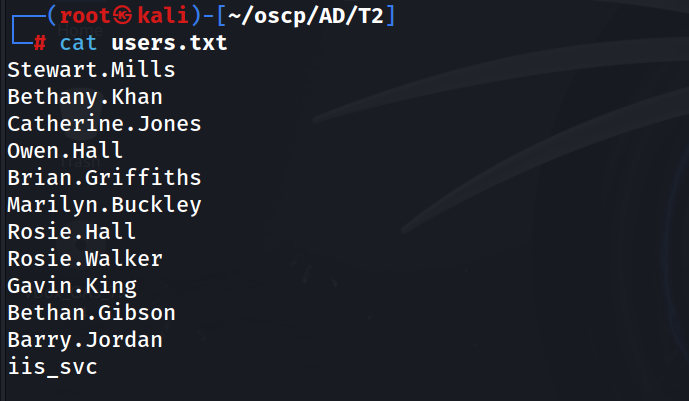 ┌──(root㉿kali)-[~/oscp/AD/T2]
└─# cat users.txt
Stewart.Mills
Bethany.Khan
Catherine.Jones
Owen.Hall
Brian.Griffiths
Marilyn.Buckley
Rosie.Hall
Rosie.Walker
Gavin.King
Bethan.Gibson
Barry.Jordan
iis_svc